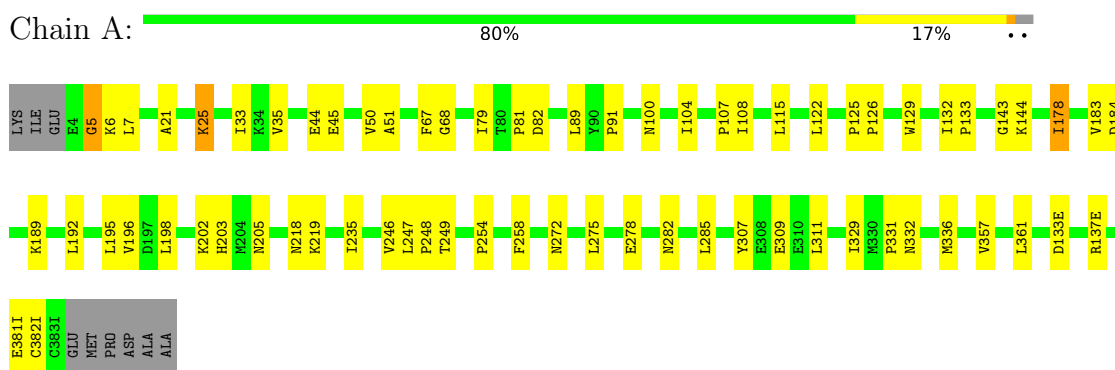 Chain A:
80% 17% • •
LYS ILE GLU E4 G5 K6 L7 A21 K25 I33 K34 V35 E44 E45 V50 A51 F67 G68 I79 T80 P81 D82 L89 Y90 P91 N100 I104 P107 I108 L115 L122 P125 P126 W129 I132 P133 G143 K144 I178 V183
K189 L192 L195 V196 D197 L198 K202 H203 M204 N205 N218 K219 I235 V246 L247 P248 T249 P254 F258 N272 L275 E278 N282 L285 Y307 E308 E309 E310 L311 I329 M330 P331 N332 M336 V357 L361 D133E R137E
E381I C382I C383I GLU MET PRO ASP ALA ALA